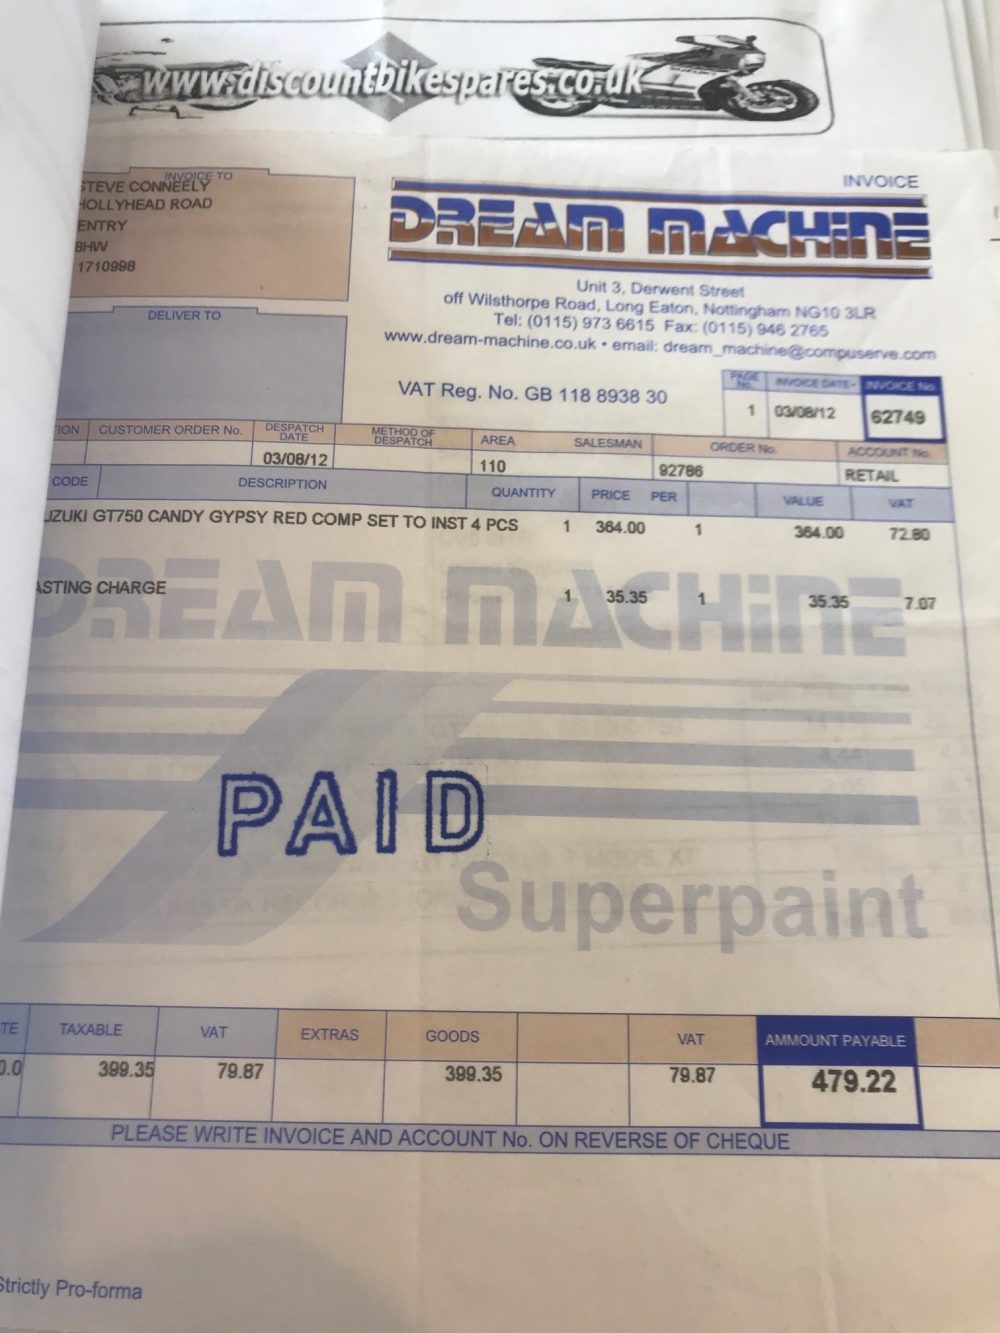 www.discountbikespares.co.uk
INVOICE TO
STEVE CONNEELY
HOLLYHEAD ROAD
ENTRY
8HW
1710998
INVOICE
DREAM MACHINE
Unit 3, Derwent Street
off Wilsthorpe Road, Long Eaton, Nottingham NG10 3LR
Tel: (0115) 973 6615 Fax: (0115) 946 2765
www.dream-machine.co.uk • email: dream_machine@compuserve.com
DELIVER TO
VAT Reg. No. GB 118 8938 30
PAGE No. INVOICE DATE INVOICE No.
1 03/08/12 62749
ION CUSTOMER ORDER No. DESPATCH DATE METHOD OF DESPATCH AREA SALESMAN ORDER No. ACCOUNT No.
03/08/12 110 92786 RETAIL
CODE DESCRIPTION QUANTITY PRICE PER VALUE VAT
UZUKI GT750 CANDY GYPSY RED COMP SET TO INST 4 PCS 1 364.00 1 364.00 72.80
ASTING CHARGE 1 35.35 1 35.35 7.07
DREAM MACHINE
PAID
Superpaint
TE TAXABLE VAT EXTRAS GOODS VAT AMMOUNT PAYABLE
0.0 399.35 79.87 399.35 79.87 479.22
PLEASE WRITE INVOICE AND ACCOUNT No. ON REVERSE OF CHEQUE
Strictly Pro-forma